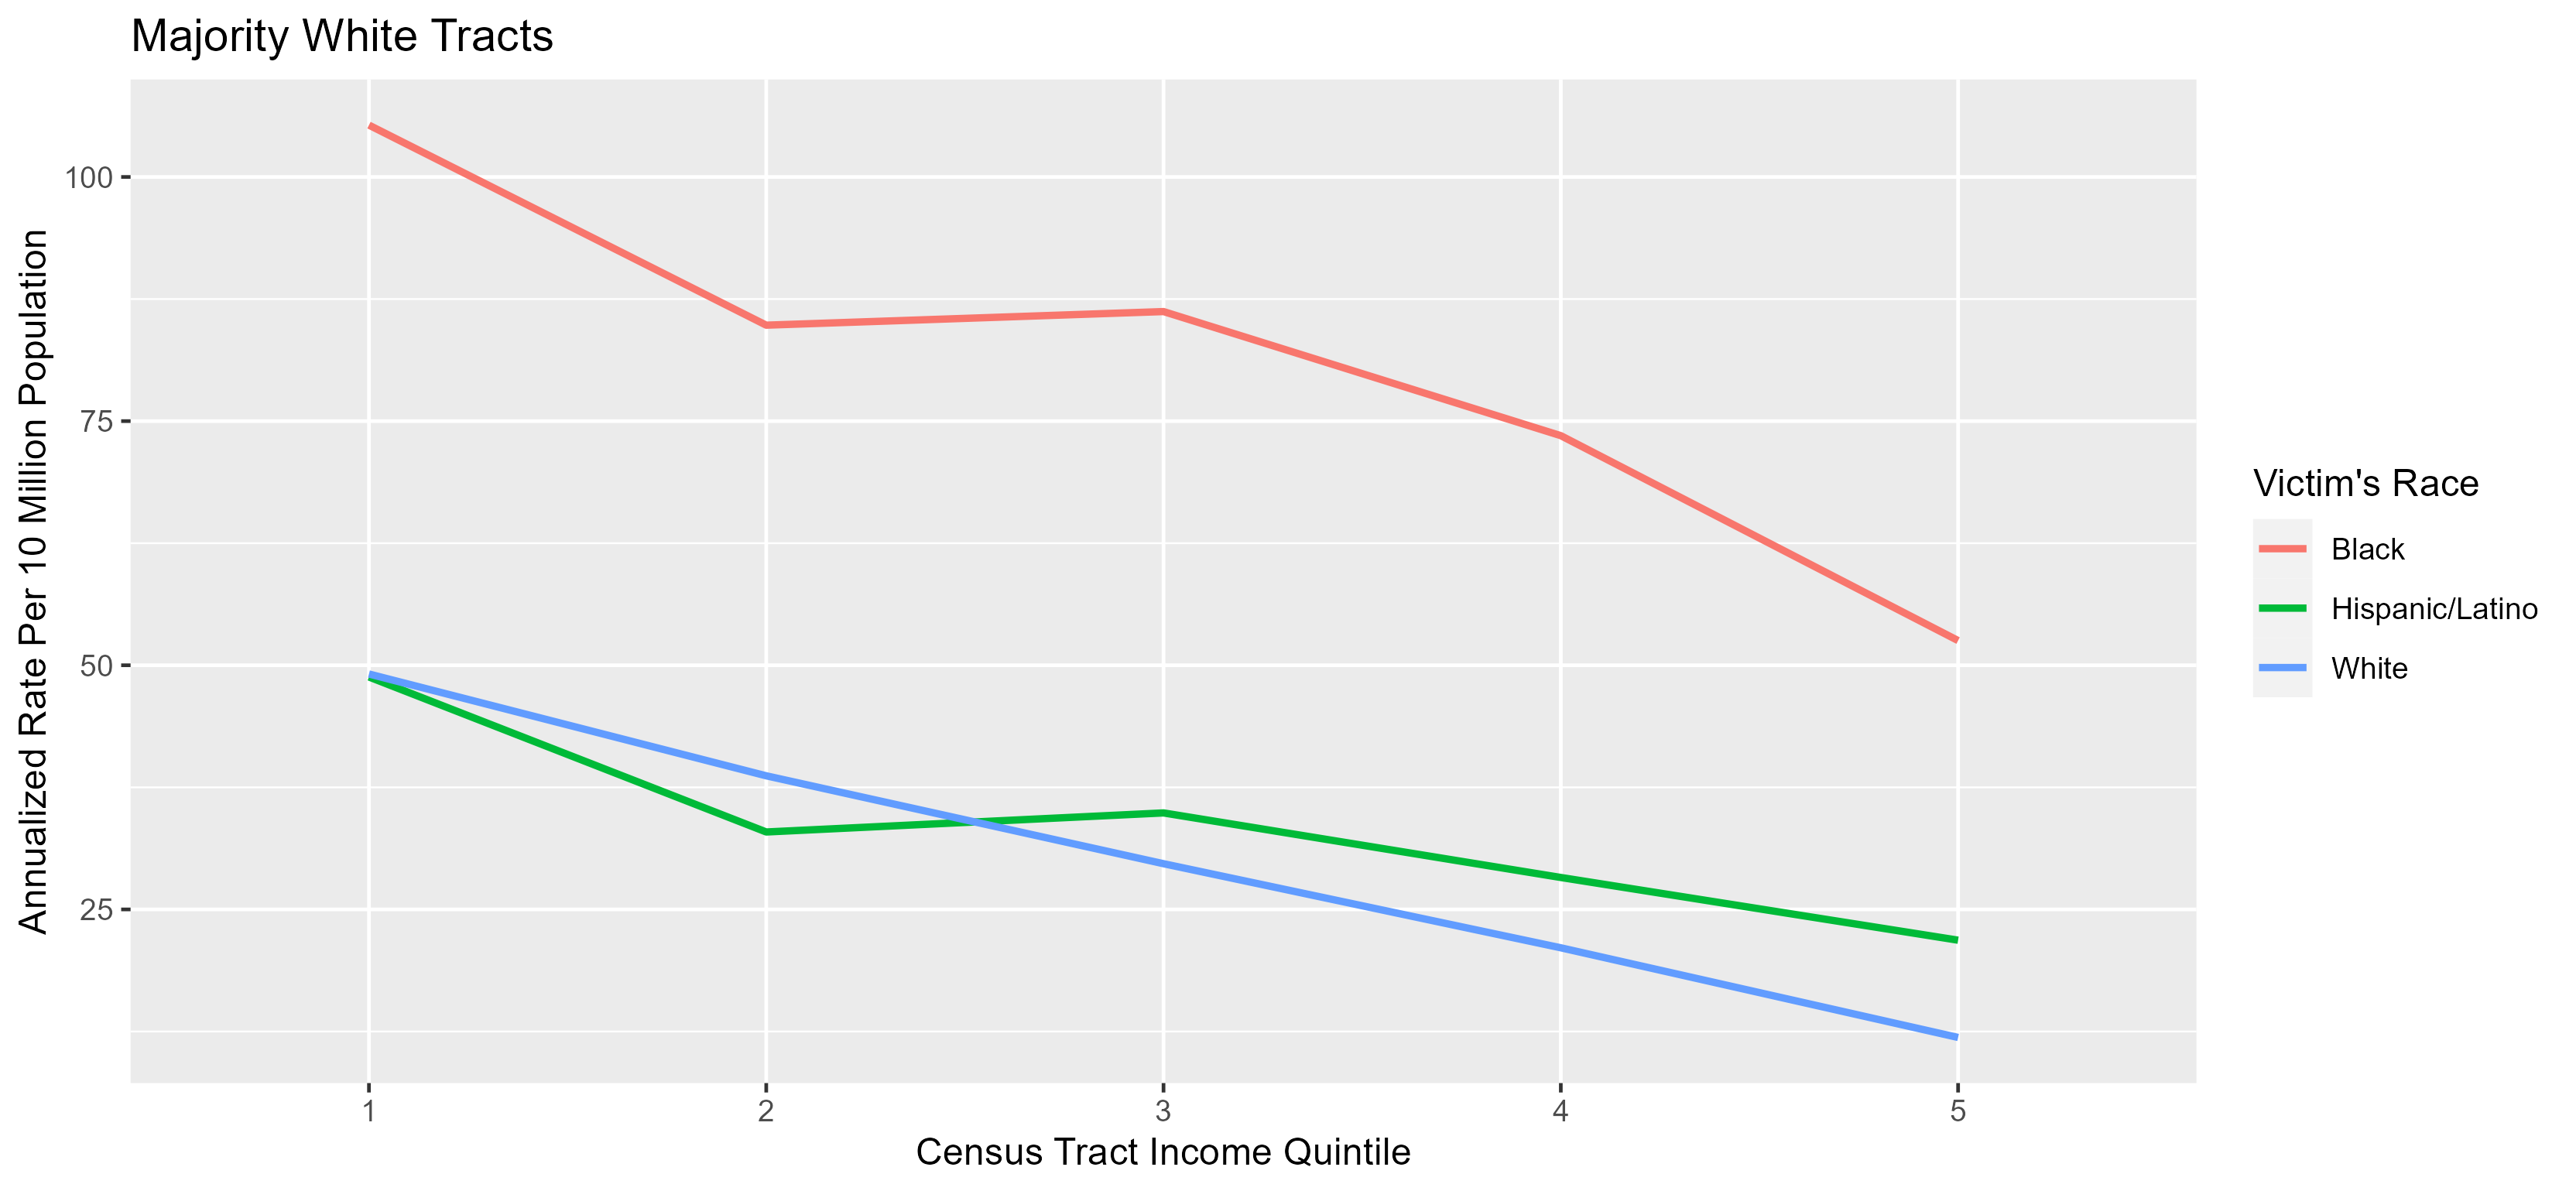 Majority White Tracts
Annualized Rate Per 10 Million Population
100
75
50
25
1 2 3 4 5
Census Tract Income Quintile
Victim's Race
Black
Hispanic/Latino
White